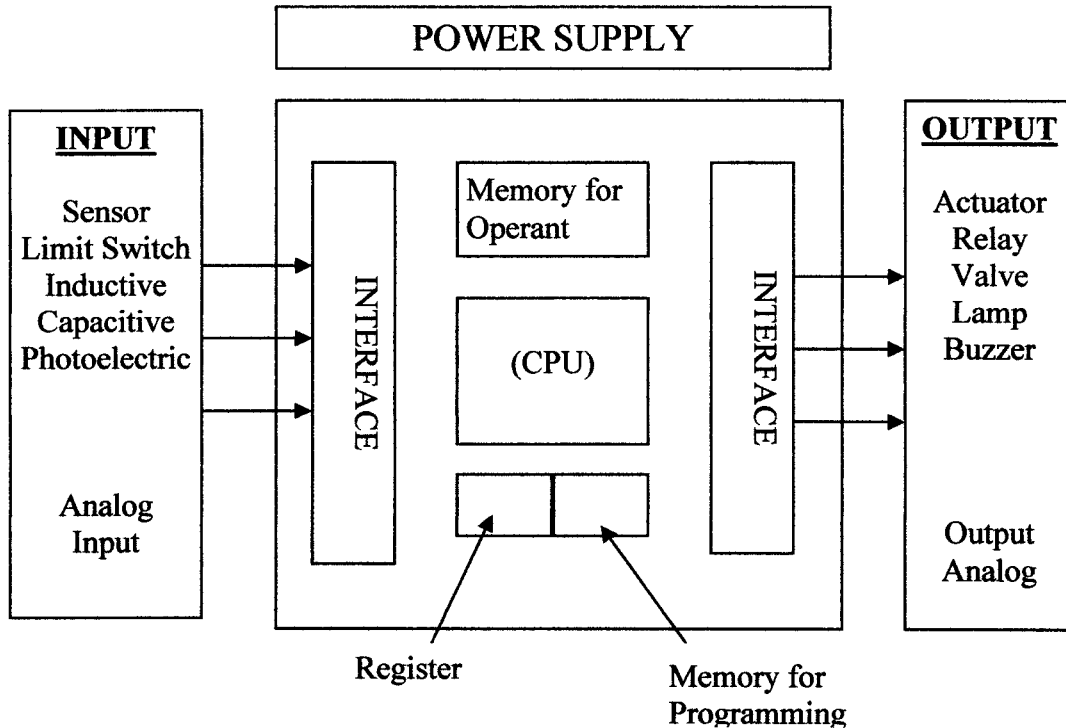 POWER SUPPLY
INPUT
Sensor
Limit Switch
Inductive
Capacitive
Photoelectric
Analog
Input
INTERFACE
Memory for
Operant
(CPU)
INTERFACE
OUTPUT
Actuator
Relay
Valve
Lamp
Buzzer
Output
Analog
Register
Memory for
Programming